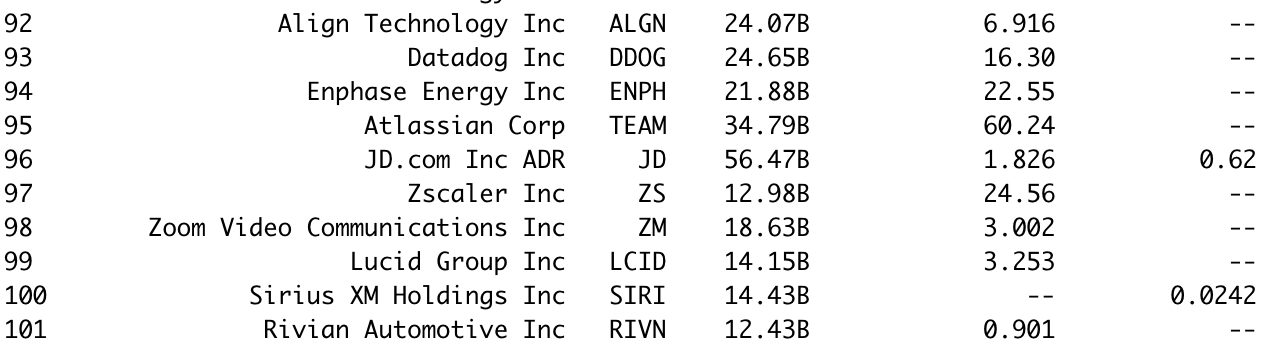 92 Align Technology Inc ALGN 24.07B 6.916 --
93 Datadog Inc DDOG 24.65B 16.30 --
94 Enphase Energy Inc ENPH 21.88B 22.55 --
95 Atlassian Corp TEAM 34.79B 60.24 --
96 JD.com Inc ADR JD 56.47B 1.826 0.62
97 Zscaler Inc ZS 12.98B 24.56 --
98 Zoom Video Communications Inc ZM 18.63B 3.002 --
99 Lucid Group Inc LCID 14.15B 3.253 --
100 Sirius XM Holdings Inc SIRI 14.43B -- 0.0242
101 Rivian Automotive Inc RIVN 12.43B 0.901 --